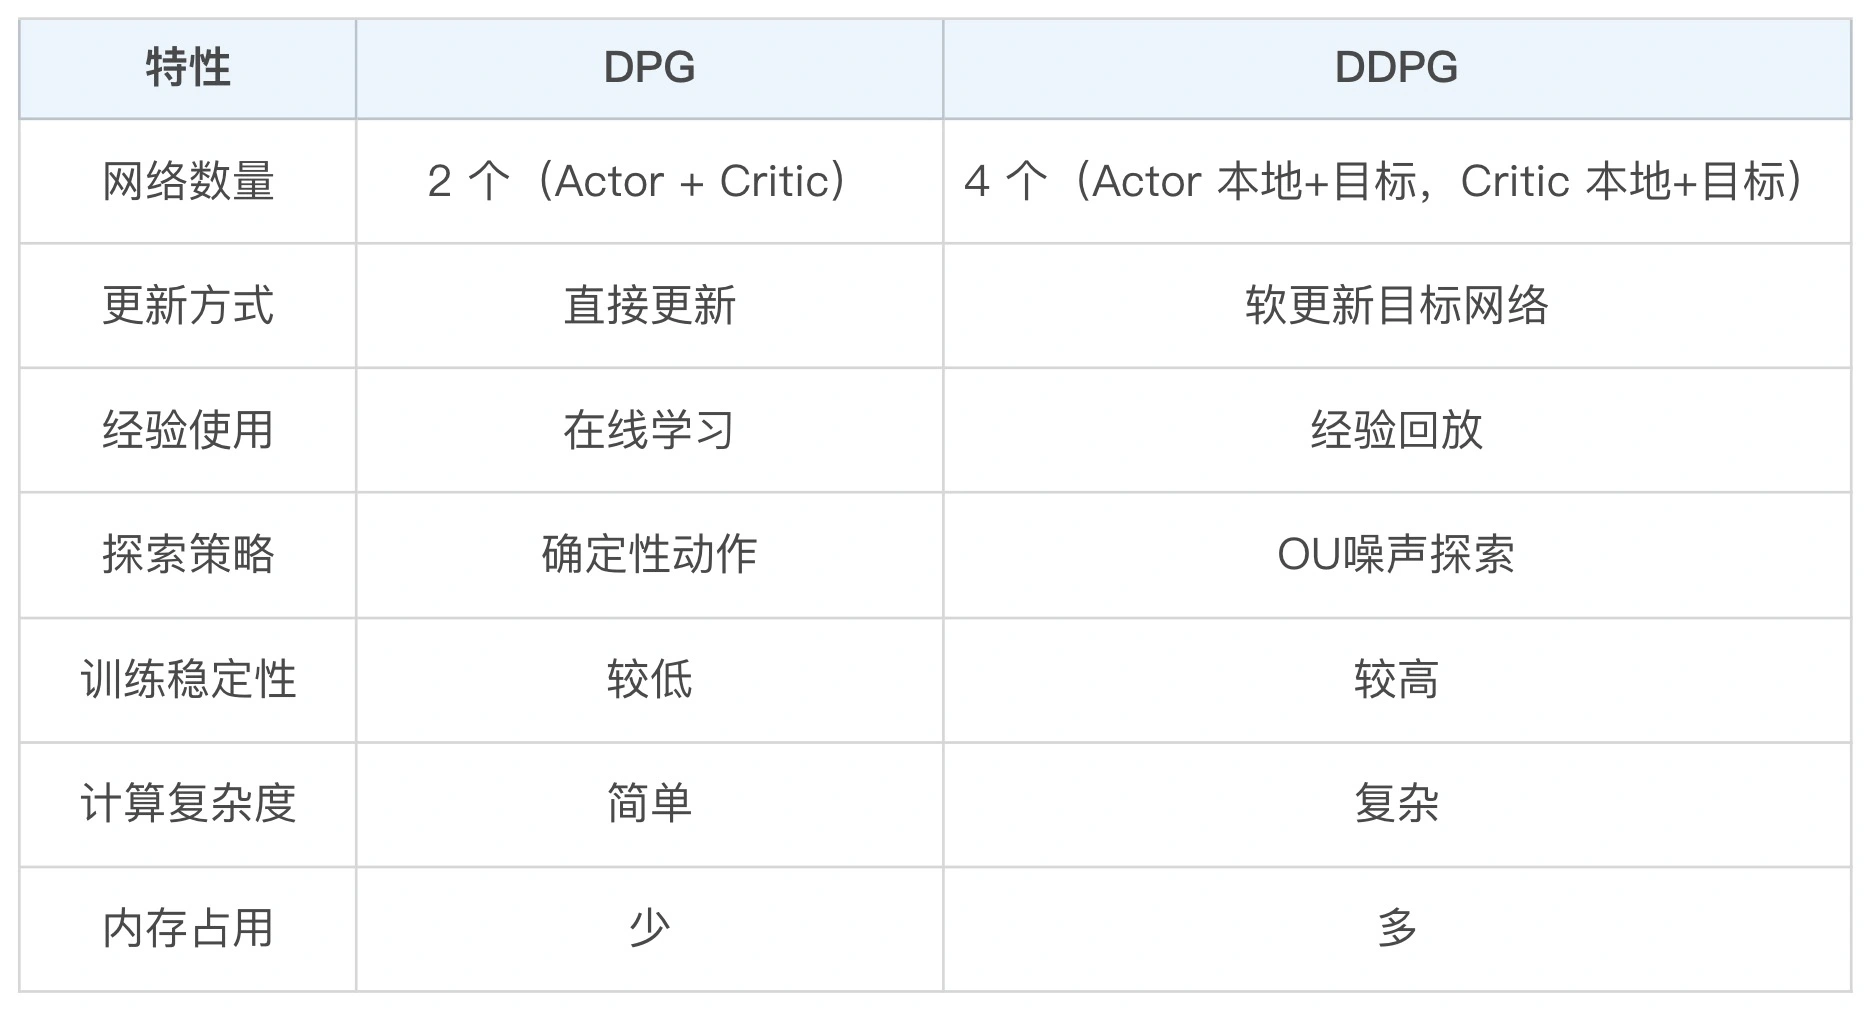 特性 DPG DDPG
网络数量 2 个（Actor + Critic） 4 个（Actor 本地+目标，Critic 本地+目标）
更新方式 直接更新 软更新目标网络
经验使用 在线学习 经验回放
探索策略 确定性动作 OU噪声探索
训练稳定性 较低 较高
计算复杂度 简单 复杂
内存占用 少 多